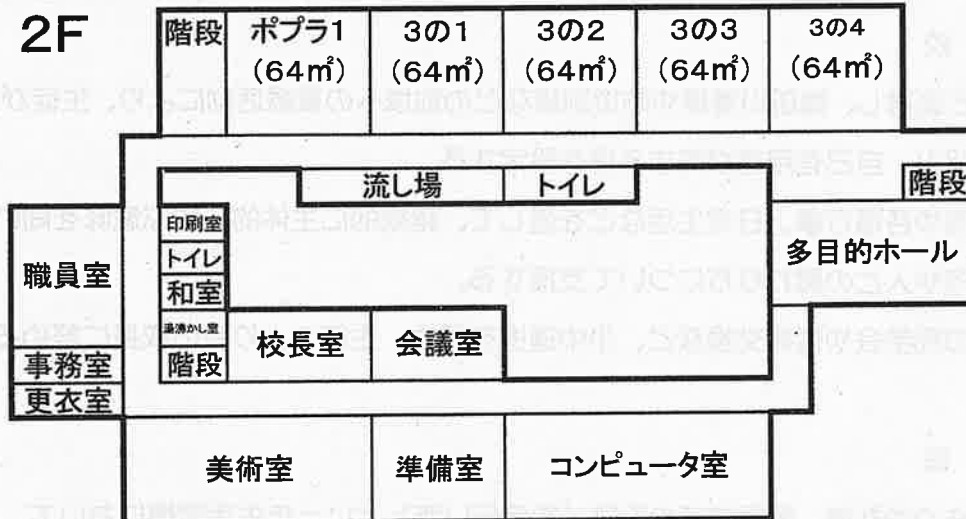 2F
階段
ポプラ1
(64㎡)
3の1
(64㎡)
3の2
(64㎡)
3の3
(64㎡)
3の4
(64㎡)
流し場
トイレ
階段
印刷室
トイレ
和室
湯沸かし室
階段
職員室
事務室
更衣室
校長室
会議室
多目的ホール
美術室
準備室
コンピュータ室